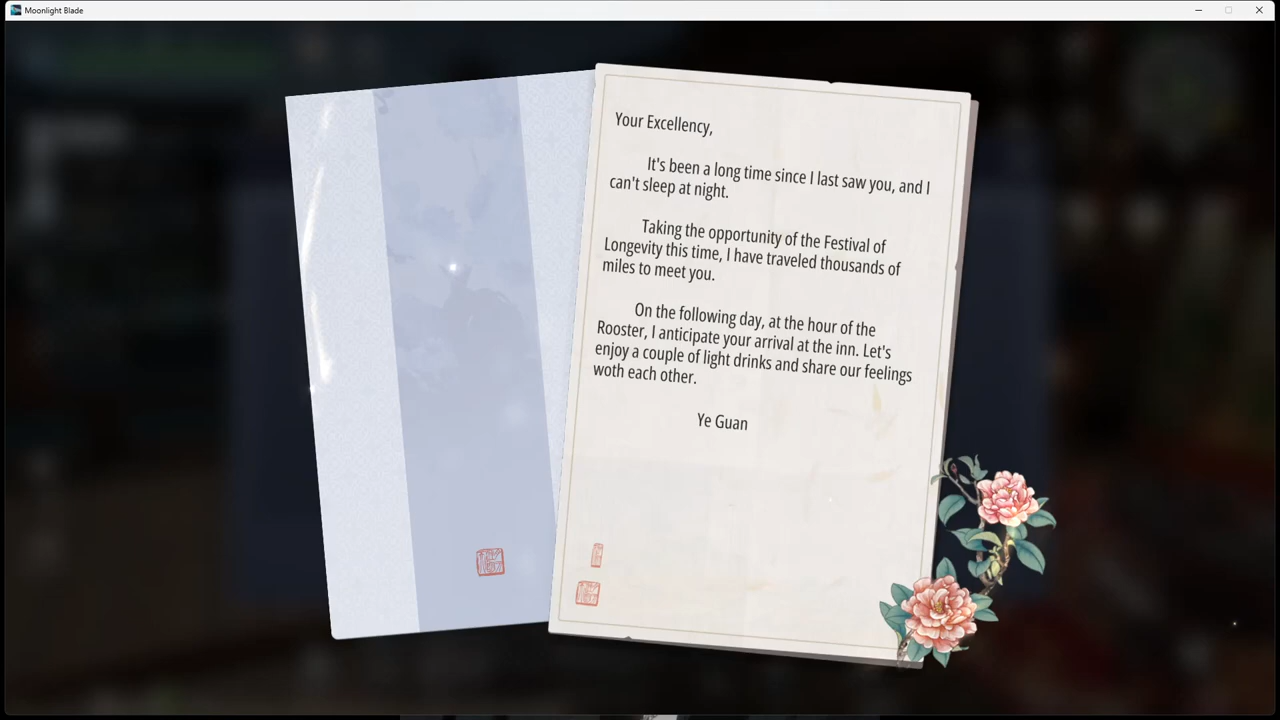 Moonlight Blade
Your Excellency,
It's been a long time since I last saw you, and I
can't sleep at night.
Taking the opportunity of the Festival of
Longevity this time, I have traveled thousands of
miles to meet you.
On the following day, at the hour of the
Rooster, I anticipate your arrival at the inn. Let's
enjoy a couple of light drinks and share our feelings
woth each other.
Ye Guan